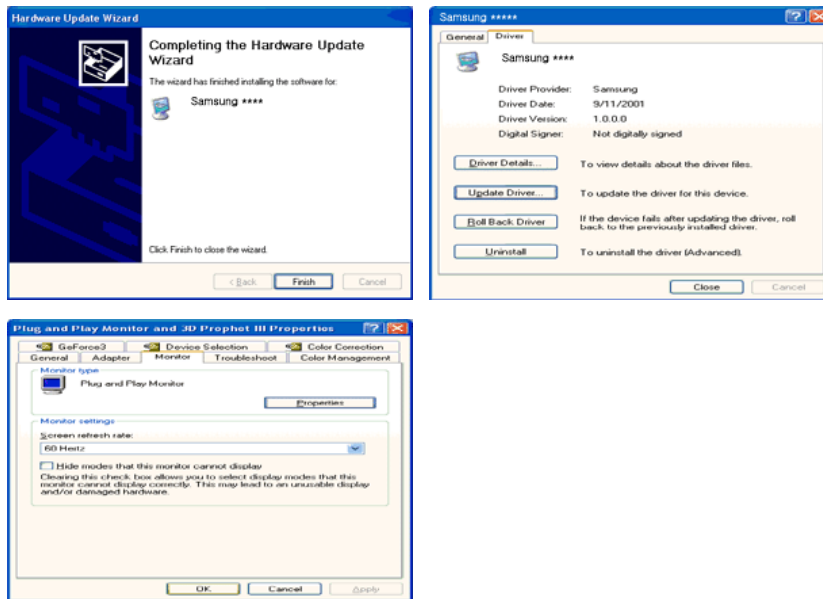 Hardware Update Wizard
Completing the Hardware Update
Wizard
The wizard has finished installing the software for:
Samsung ****
Click Finish to close the wizard.
< Back
Finish
Cancel
Samsung *****
General
Driver
Samsung ****
Driver Provider: Samsung
Driver Date: 9/11/2001
Driver Version: 1.0.0.0
Digital Signer: Not digitally signed
Driver Details...
To view details about the driver files.
Update Driver...
To update the driver for this device.
Roll Back Driver
If the device fails after updating the driver, roll
back to the previously installed driver.
Uninstall
To uninstall the driver (Advanced).
Close
Cancel
Plug and Play Monitor and 3D Prophet III Properties
GeForce3
Device Selection
Color Correction
General
Adapter
Monitor
Troubleshoot
Color Management
Monitor type
Plug and Play Monitor
Properties
Monitor settings
Screen refresh rate:
60 Hertz
Hide modes that this monitor cannot display
Clearing this check box allows you to select display modes that this
monitor cannot display correctly. This may lead to an unusable display
and/or damaged hardware.
OK
Cancel
Apply